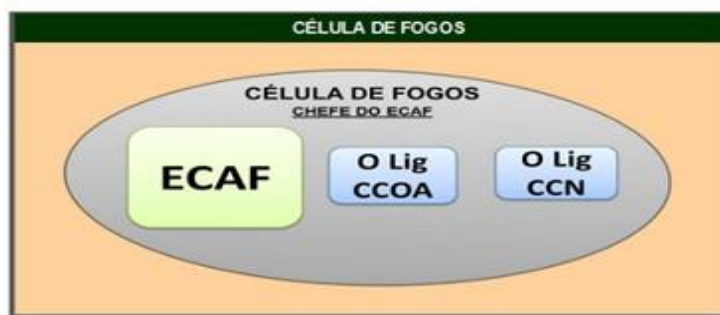 CÉLULA DE FOGOS
CÉLULA DE FOGOS
CHEFE DO ECAF
ECAF
O Lig
CCOA
O Lig
CCN